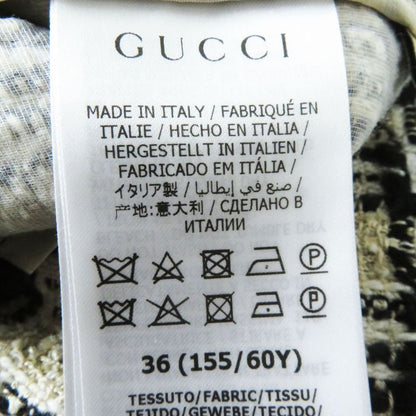 GUCCI
MADE IN ITALY / FABRIQUÉ EN
ITALIE / HECHO EN ITALIA /
HERGESTELLT IN ITALIEN /
FABRICADO EM ITÁLIA /
イタリア製 / صنع في إيطاليا /
产地:意大利 / СДЕЛАНО В
ИТАЛИИ
P
P
36 (155/60Y)
TESSUTO/FABRIC/TISSU/
TEJIDO/GEWEBE/TECIDO/